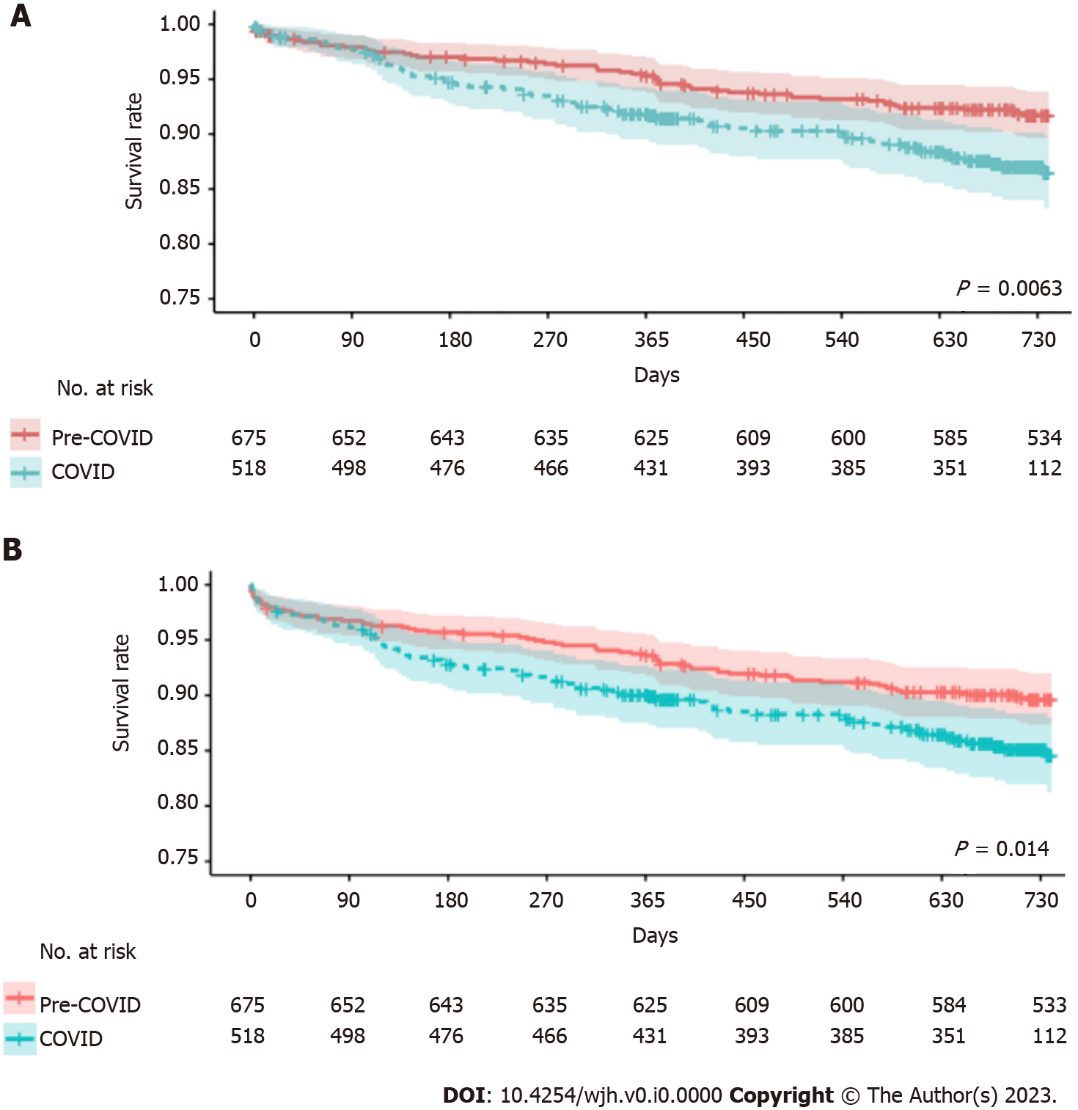 A
1.00
0.95
0.90
0.85
0.80
0.75
Survival rate
P = 0.0063
0 90 180 270 365 450 540 630 730
Days
No. at risk
Pre-COVID 675 652 643 635 625 609 600 585 534
COVID 518 498 476 466 431 393 385 351 112
B
1.00
0.95
0.90
0.85
0.80
0.75
Survival rate
P = 0.014
0 90 180 270 365 450 540 630 730
Days
No. at risk
Pre-COVID 675 652 643 635 625 609 600 584 533
COVID 518 498 476 466 431 393 385 351 112
DOI: 10.4254/wjh.v0.i0.0000 Copyright © The Author(s) 2023.